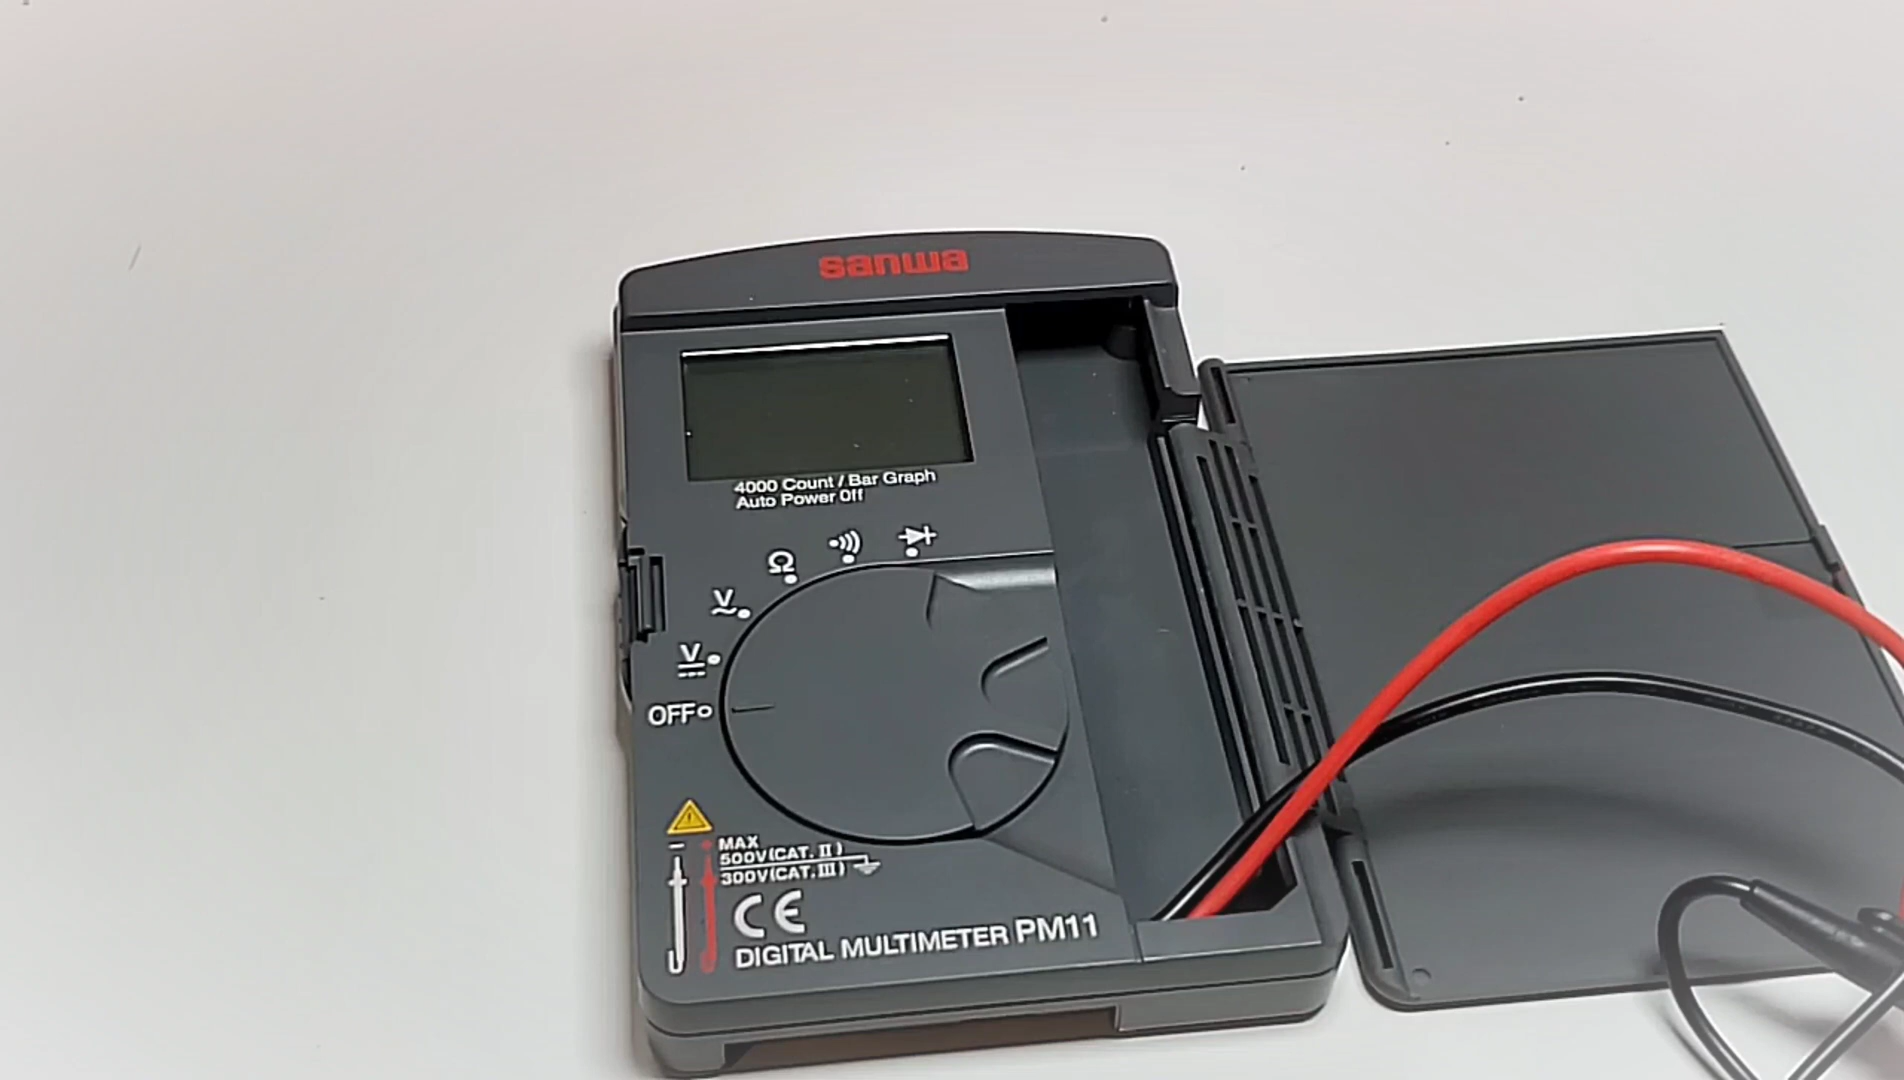 sanwa
4000 Count / Bar Graph
Auto Power Off
Ω
V
V
OFF
MAX
500V(CAT. II)
300V(CAT. III)
CE
DIGITAL MULTIMETER PM11